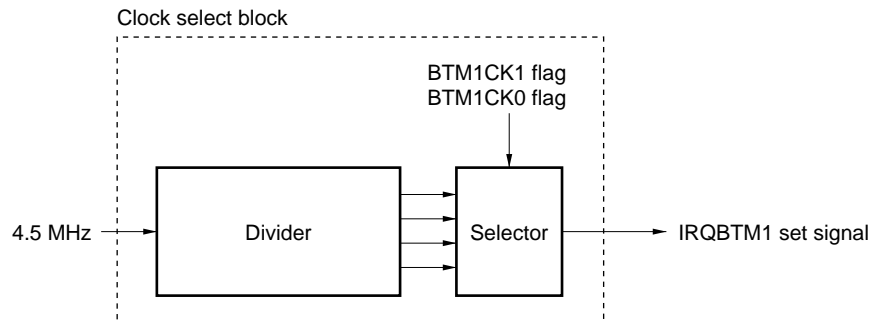 Clock select block
BTM1CK1 flag
BTM1CK0 flag
4.5 MHz
Divider
Selector
IRQBTM1 set signal